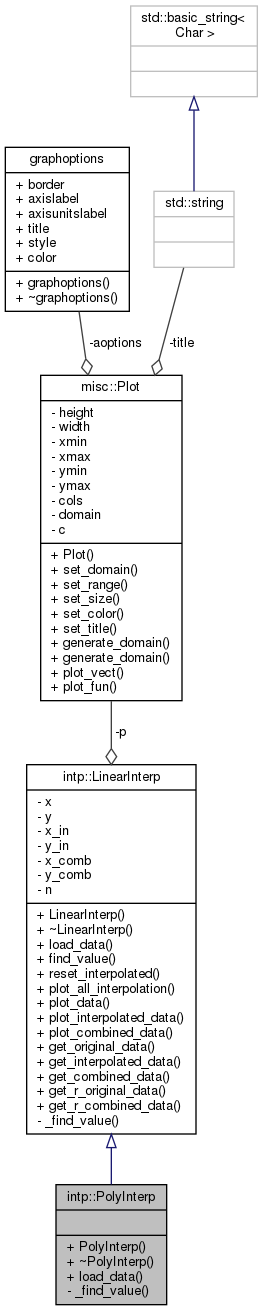 std::basic_string<
Char >
graphoptions
+ border
+ axislabel
+ axisunitslabel
+ title
+ style
+ color
+ graphoptions()
+ ~graphoptions()
std::string
-aoptions
-title
misc::Plot
- height
- width
- xmin
- xmax
- ymin
- ymax
- cols
- domain
- c
+ Plot()
+ set_domain()
+ set_range()
+ set_size()
+ set_color()
+ set_title()
+ generate_domain()
+ generate_domain()
+ plot_vect()
+ plot_fun()
-p
intp::LinearInterp
- x
- y
- x_in
- y_in
- x_comb
- y_comb
- n
+ LinearInterp()
+ ~LinearInterp()
+ load_data()
+ find_value()
+ reset_interpolated()
+ plot_all_interpolation()
+ plot_data()
+ plot_interpolated_data()
+ plot_combined_data()
+ get_original_data()
+ get_interpolated_data()
+ get_combined_data()
+ get_r_original_data()
+ get_r_combined_data()
- _find_value()
intp::PolyInterp
+ PolyInterp()
+ ~PolyInterp()
+ load_data()
- _find_value()